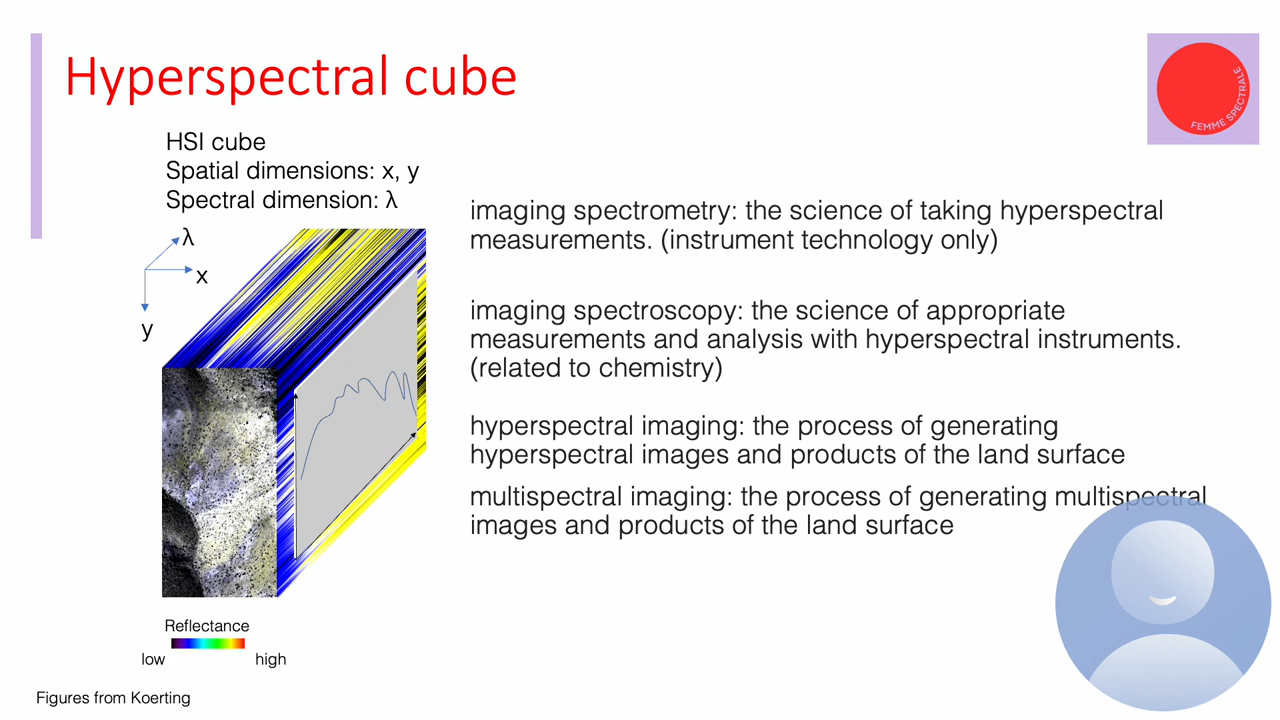 Hyperspectral cube
FEMME SPECTRALE
HSI cube
Spatial dimensions: x, y
Spectral dimension: λ
λ
x
y
imaging spectrometry: the science of taking hyperspectral
measurements. (instrument technology only)
imaging spectroscopy: the science of appropriate
measurements and analysis with hyperspectral instruments.
(related to chemistry)
hyperspectral imaging: the process of generating
hyperspectral images and products of the land surface
multispectral imaging: the process of generating multispectral
images and products of the land surface
Reflectance
low high
Figures from Koerting